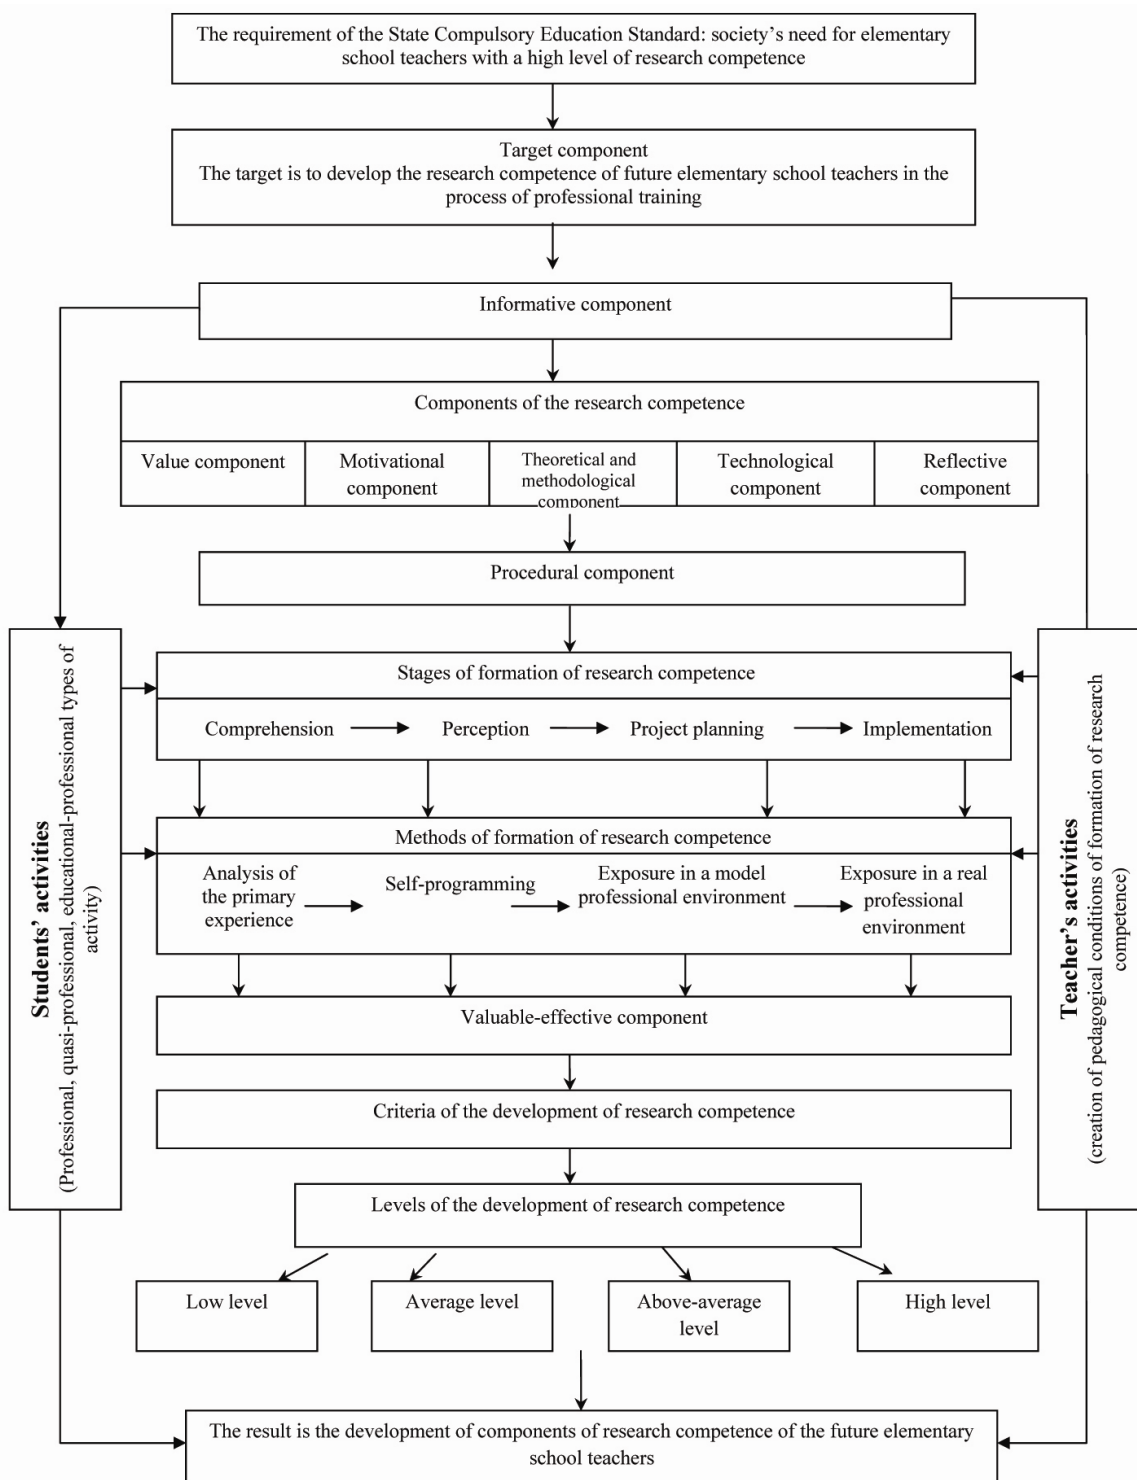 The requirement of the State Compulsory Education Standard: society’s need for elementary
school teachers with a high level of research competence
Target component
The target is to develop the research competence of future elementary school teachers in the
process of professional training
Informative component
Components of the research competence
Value component
Motivational
component
Theoretical and
methodological
component
Technological
component
Reflective
component
Procedural component
Students’ activities
(Professional, quasi-professional, educational-professional types of
activity)
Stages of formation of research competence
Comprehension
Perception
Project planning
Implementation
Methods of formation of research competence
Analysis of
the primary
experience
Self-programming
Exposure in a model
professional environment
Exposure in a real
professional
environment
Teacher’s activities
(creation of pedagogical conditions of formation of research
competence)
Valuable-effective component
Criteria of the development of research competence
Levels of the development of research competence
Low level
Average level
Above-average
level
High level
The result is the development of components of research competence of the future elementary
school teachers